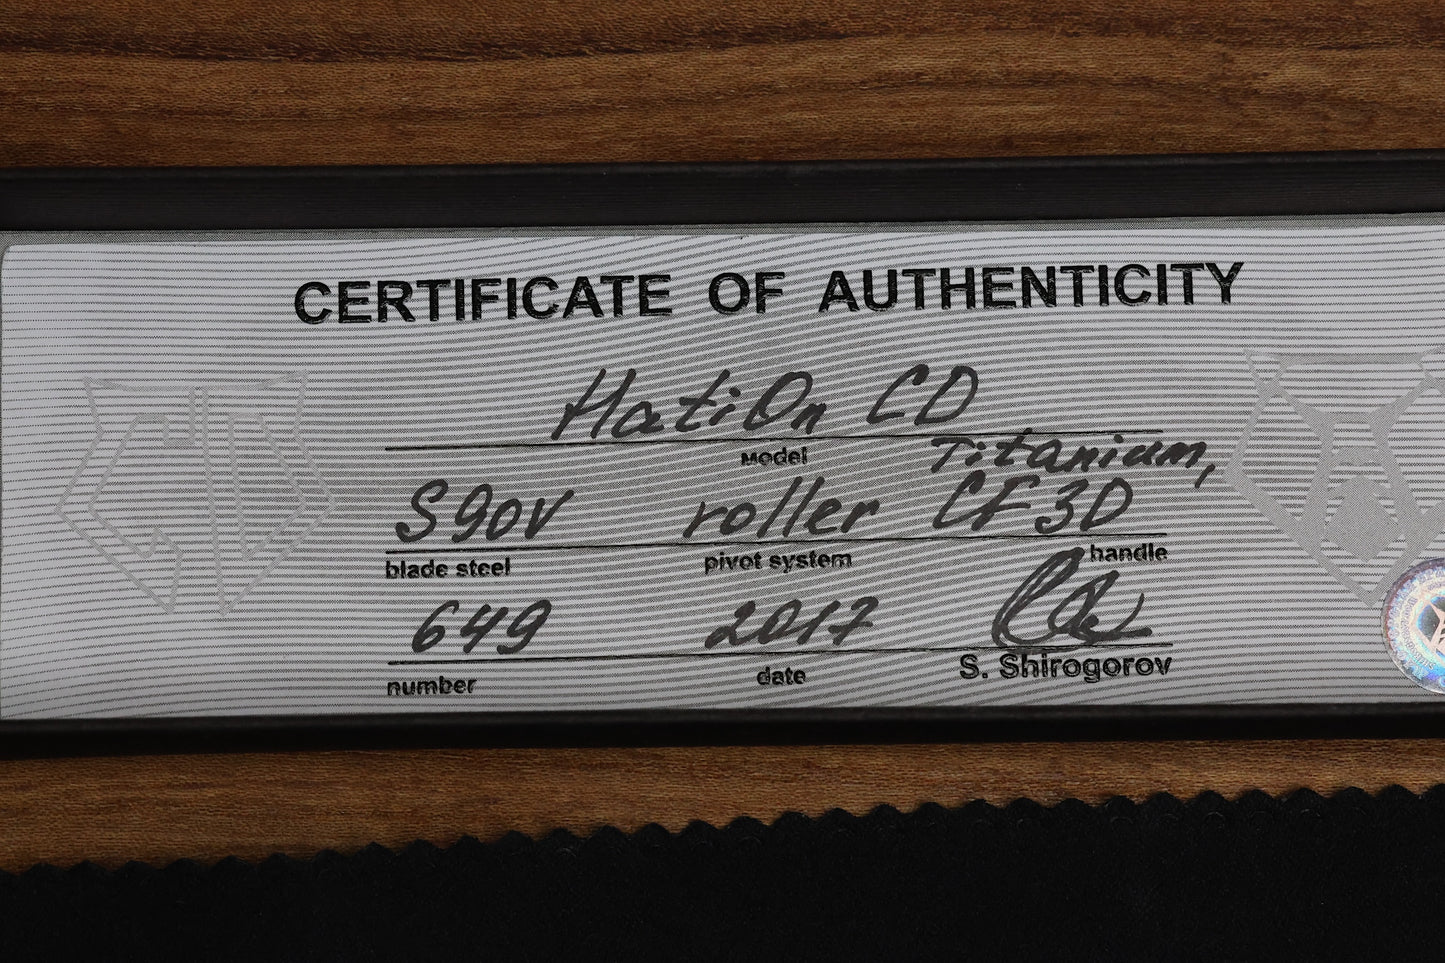 CERTIFICATE OF AUTHENTICITY
HatiOn CD
Model
Titanium,
S90V roller CF3D
blade steel pivot system handle
649 2017
number date S. Shirogorov